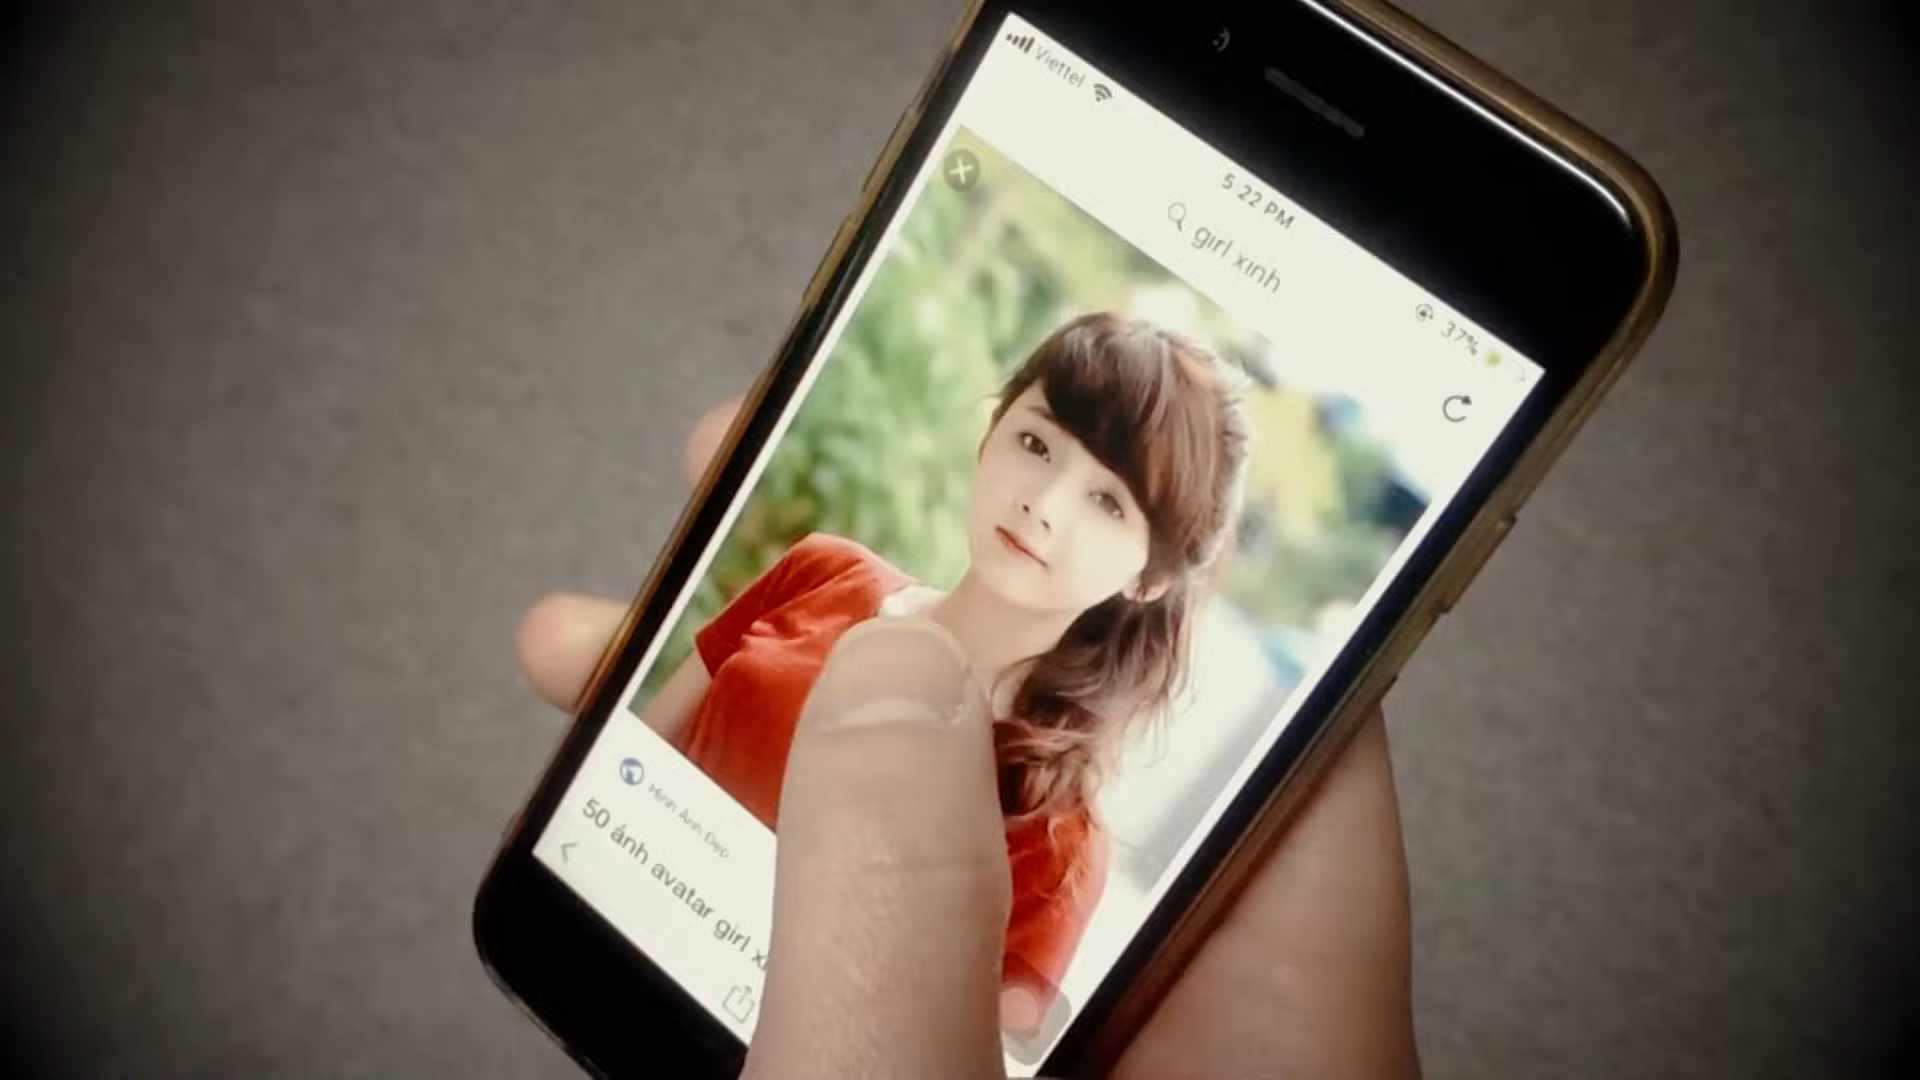 Viettel
5:22 PM
37%
girl xinh
Hình Ảnh Đẹp
50 ảnh avatar girl